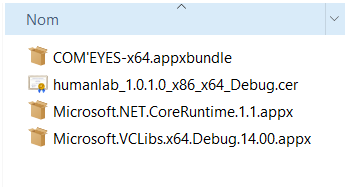 Nom
COM'EYES-x64.appxbundle
humanlab_1.0.1.0_x86_x64_Debug.cer
Microsoft.NET.CoreRuntime.1.1.appx
Microsoft.VCLibs.x64.Debug.14.00.appx